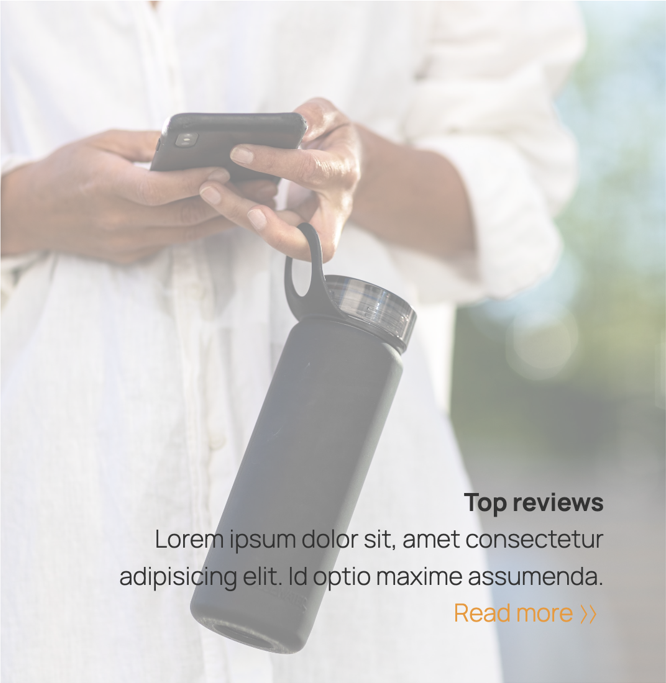 Top reviews
Lorem ipsum dolor sit, amet consectetur
adipisicing elit. Id optio maxime assumenda.
Read more »